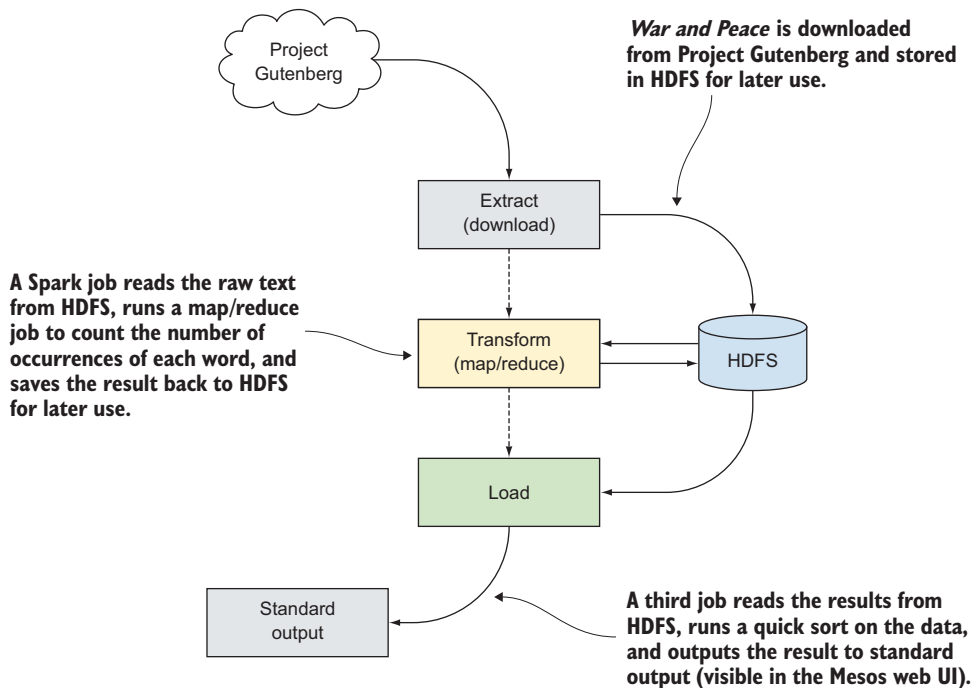 Project
Gutenberg
War and Peace is downloaded
from Project Gutenberg and stored
in HDFS for later use.
Extract
(download)
A Spark job reads the raw text
from HDFS, runs a map/reduce
job to count the number of
occurrences of each word, and
saves the result back to HDFS
for later use.
Transform
(map/reduce)
HDFS
Load
Standard
output
A third job reads the results from
HDFS, runs a quick sort on the data,
and outputs the result to standard
output (visible in the Mesos web UI).